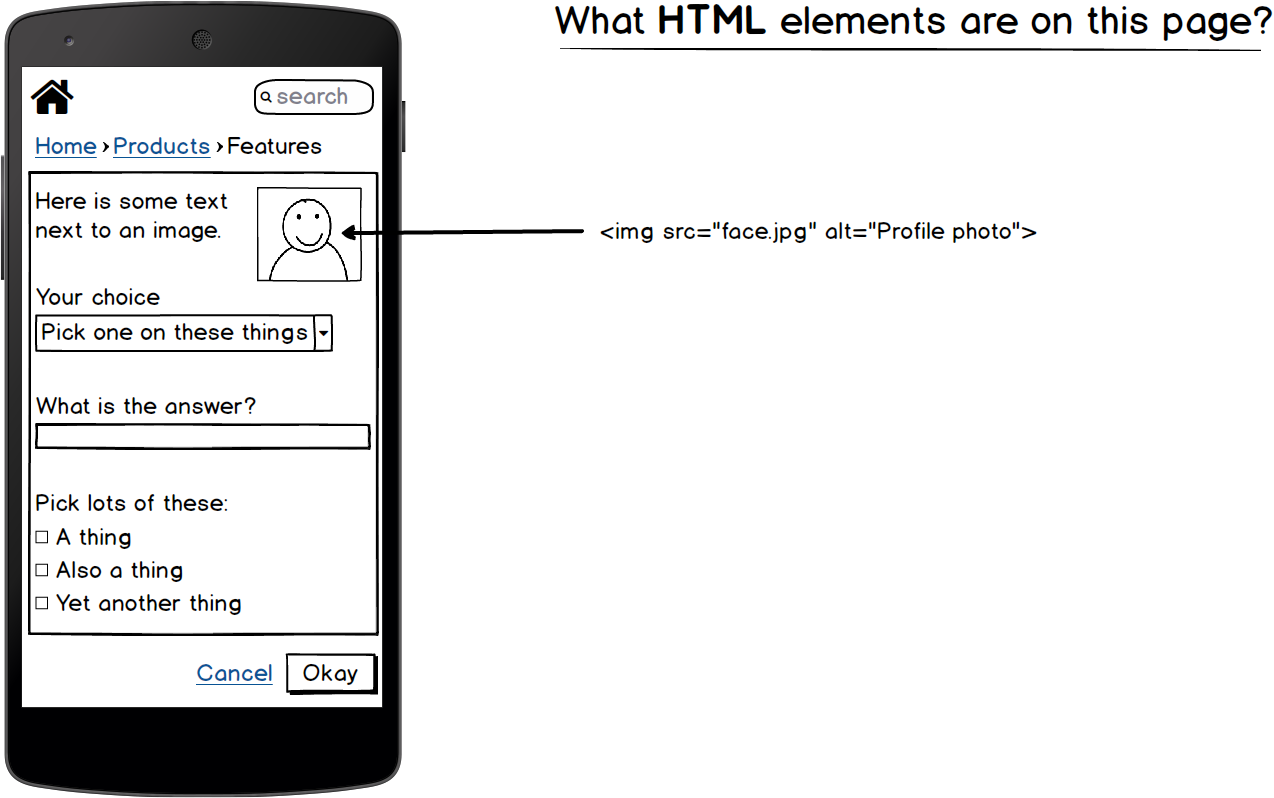 What HTML elements are on this page?
search
Home › Products › Features
Here is some text
next to an image.
<img src="face.jpg" alt="Profile photo">
Your choice
Pick one on these things
What is the answer?
Pick lots of these:
A thing
Also a thing
Yet another thing
Cancel
Okay